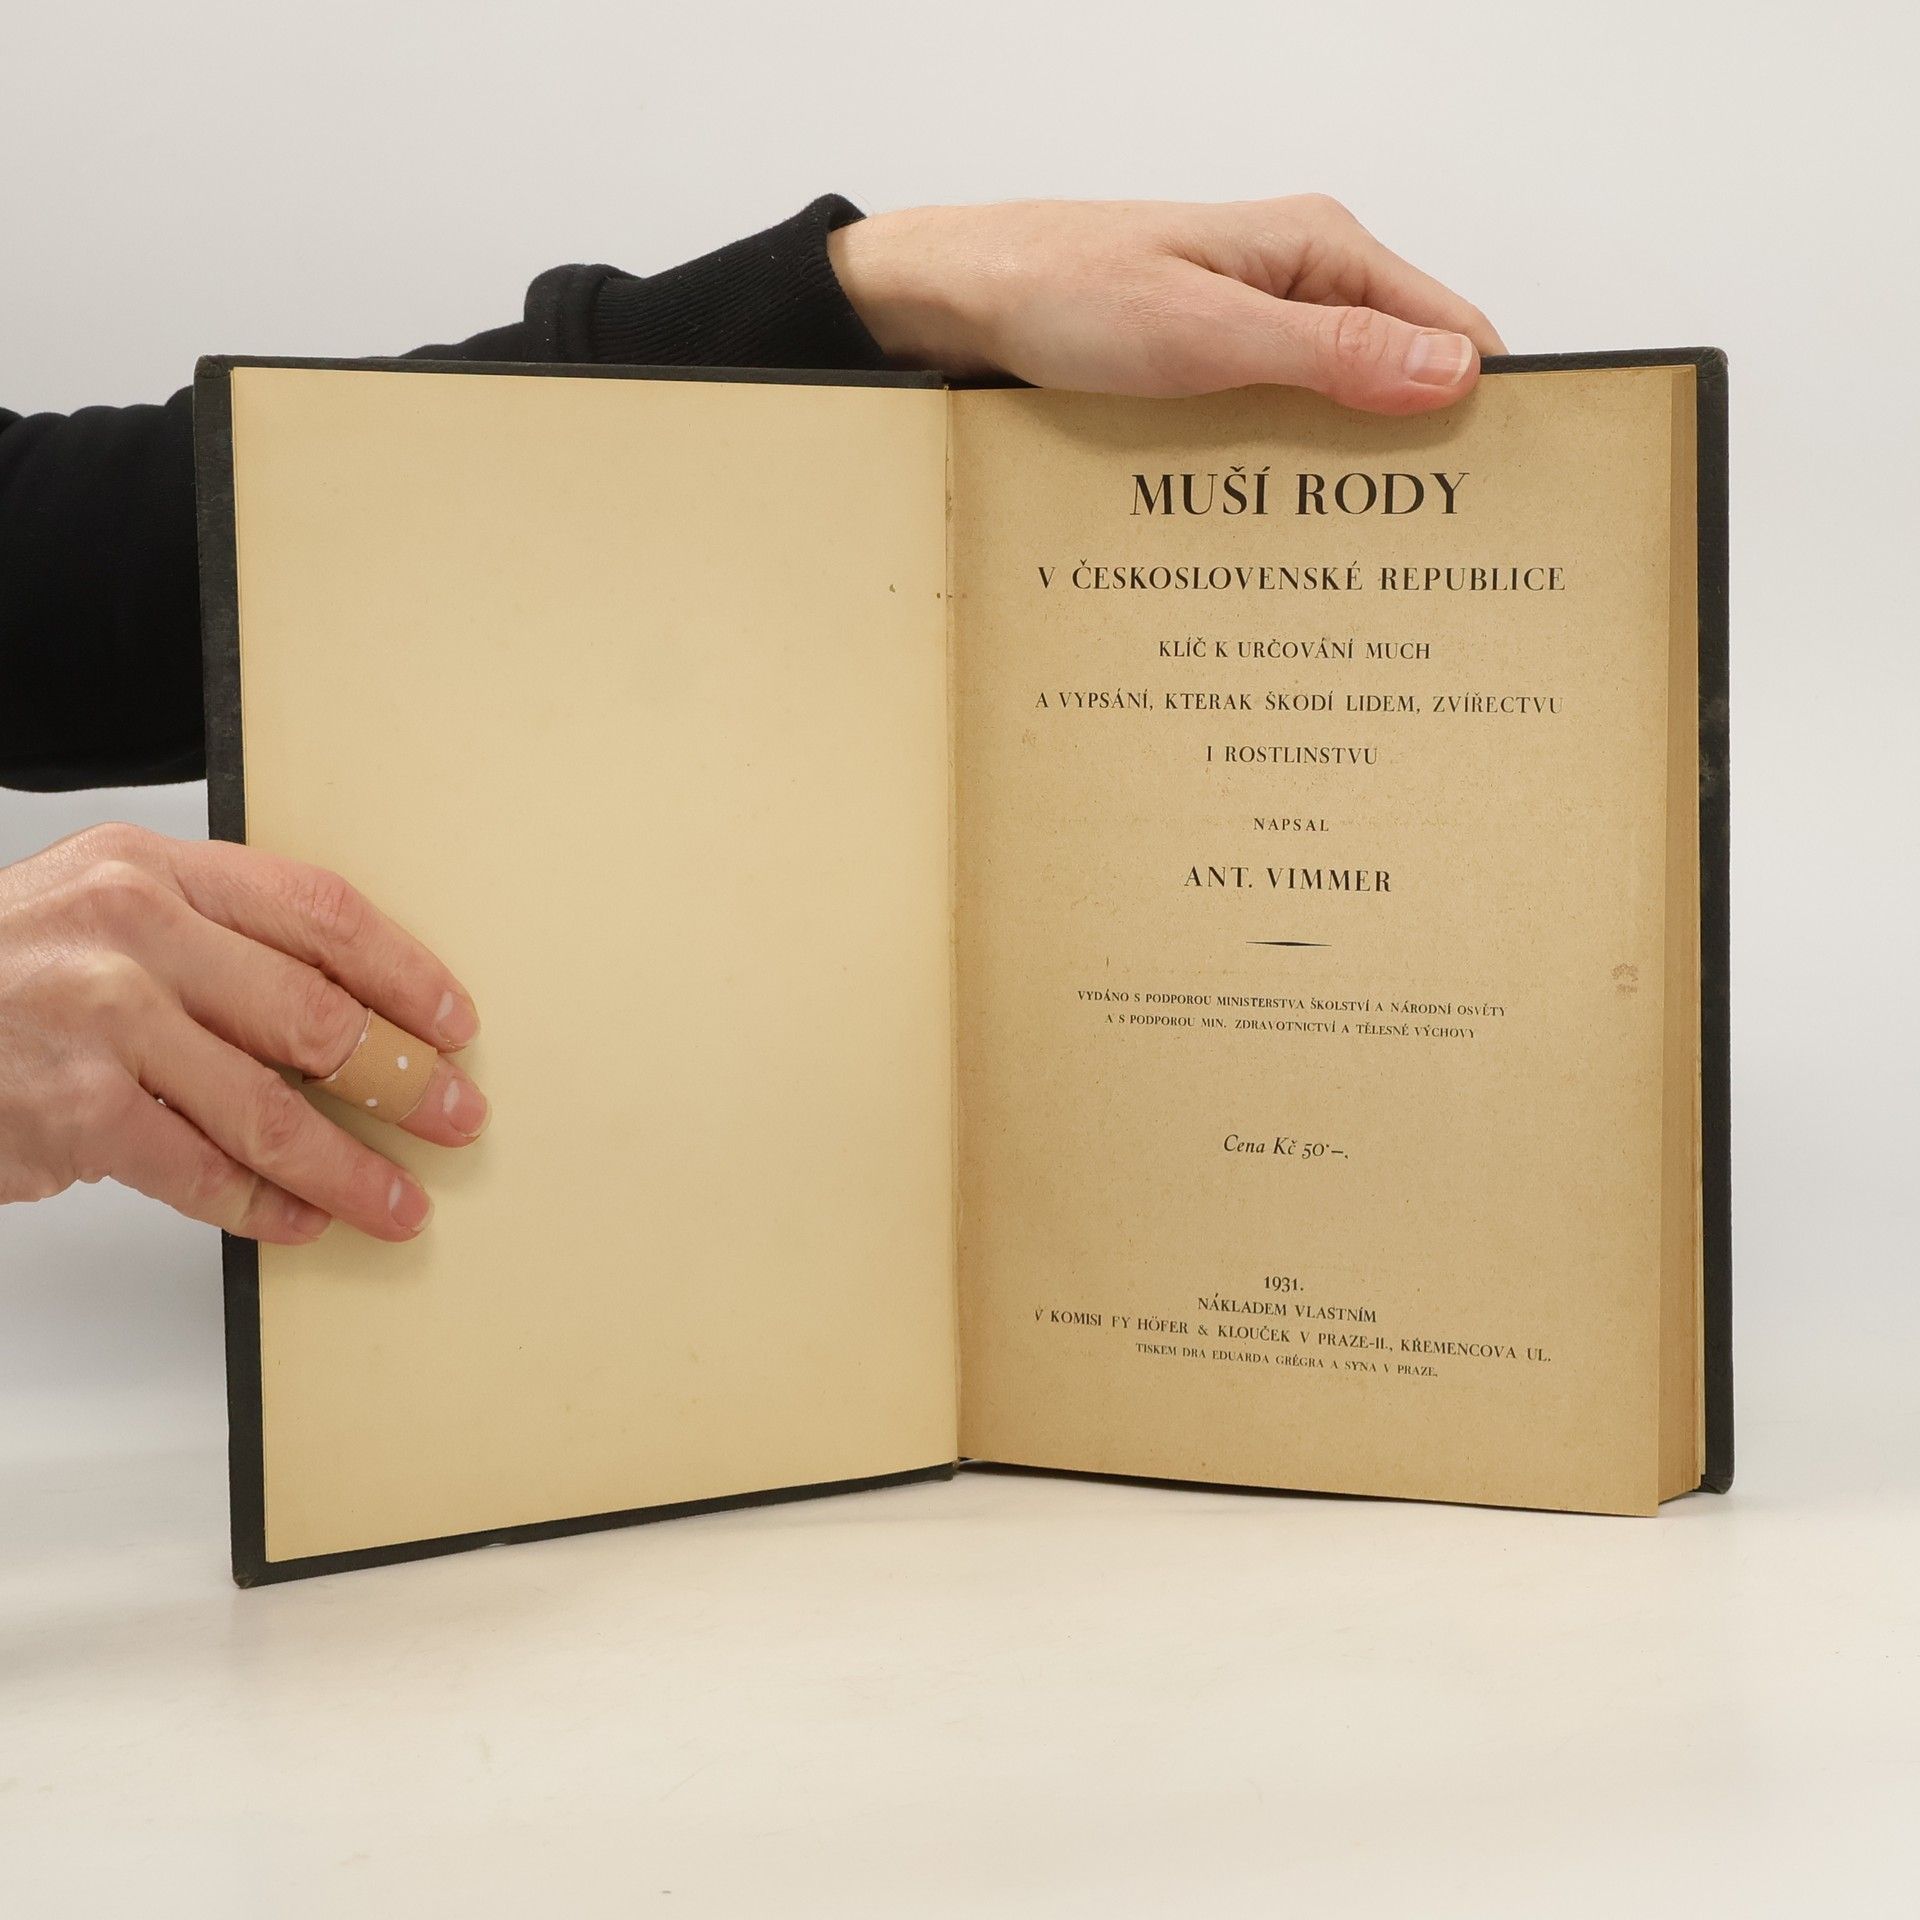 MUŠÍ RODY
V ČESKOSLOVENSKÉ REPUBLICE
KLÍČ K URČOVÁNÍ MUCH
A VYPSÁNÍ, KTERAK ŠKODÍ LIDEM, ZVÍŘECTVU
I ROSTLINSTVU
NAPSAL
ANT. VIMMER
VYDÁNO S PODPOROU MINISTERSTVA ŠKOLSTVÍ A NÁRODNÍ OSVĚTY
A S PODPOROU MIN. ZDRAVOTNICTVÍ A TĚLESNÉ VÝCHOVY
Cena Kč 50·—.
1931.
NÁKLADEM VLASTNÍM
V KOMISI FY HÖFER & KLOUČEK V PRAZE-II., KŘEMENCOVA UL.
TISKEM DRA EDUARDA GRÉGRA A SYNA V PRAZE.